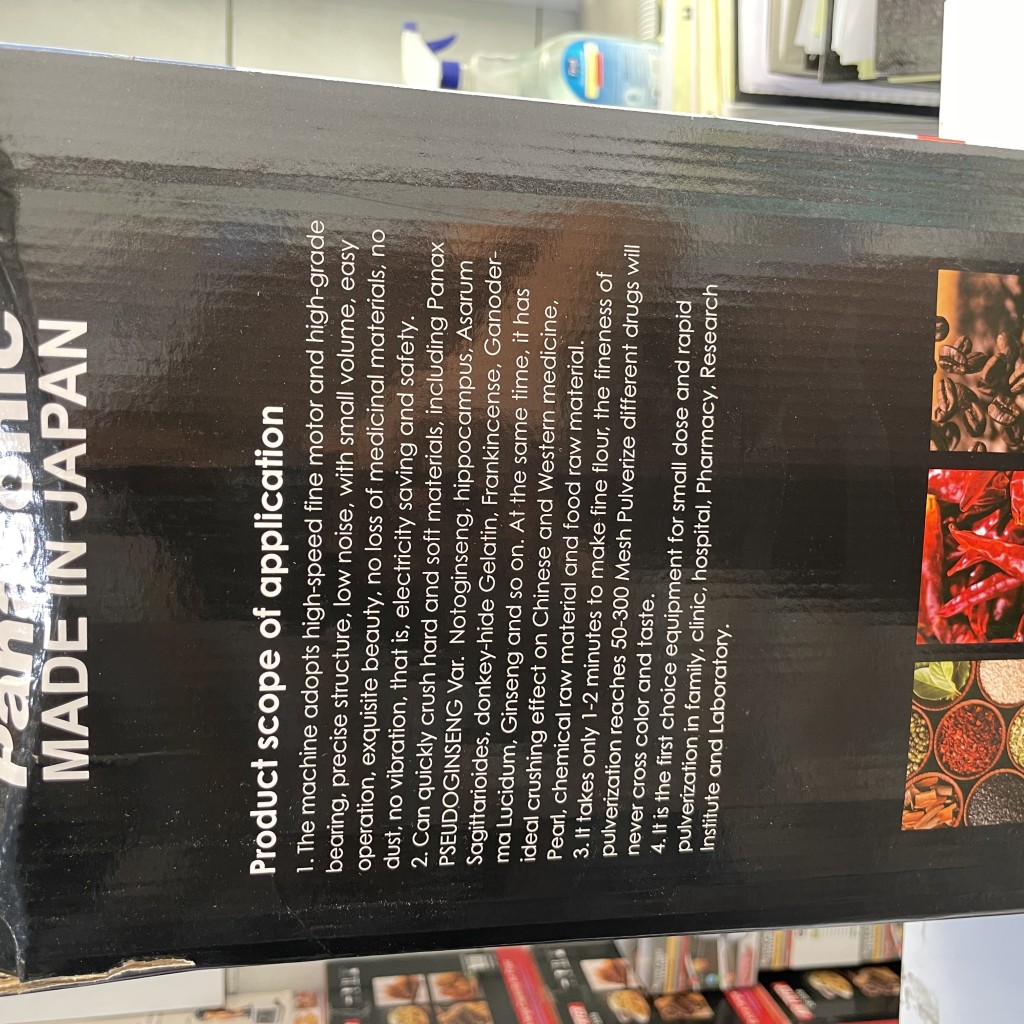 MADE IN JAPAN
Product scope of application
1. The machine adopts high-speed fine motor and high-grade
bearing, precise structure, low noise, with small volume, easy
operation, exquisite beauty, no loss of medicinal materials, no
dust, no vibration, that is, electricity saving and safety.
2. Can quickly crush hard and soft materials, including Panax
PSEUDOGINSENG Var. Notoginseng, hippocampus, Asarum
Sagittarioides, donkey-hide Gelatin, Frankincense, Ganoder-
ma Lucidum, Ginseng and so on. At the same time, it has
ideal crushing effect on Chinese and Western medicine,
Pearl, chemical raw material and food raw material.
3. It takes only 1-2 minutes to make fine flour, the fineness of
pulverization reaches 50-300 Mesh Pulverize different drugs will
never cross color and taste.
4. It is the first choice equipment for small dose and rapid
pulverization in family, clinic, hospital, Pharmacy, Research
Institute and Laboratory.